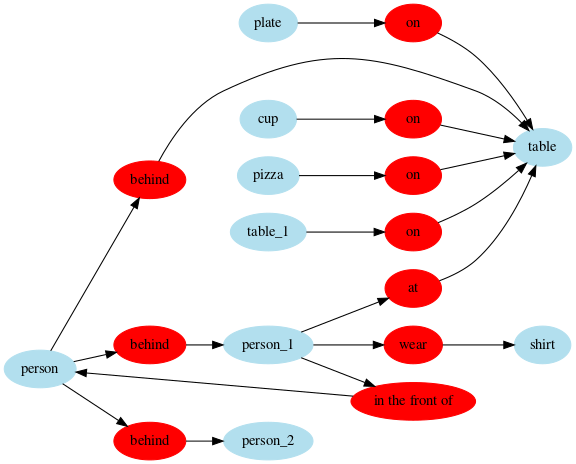 plate
on
cup
on
table
pizza
on
behind
table_1
on
at
behind
person_1
wear
shirt
person
in the front of
behind
person_2